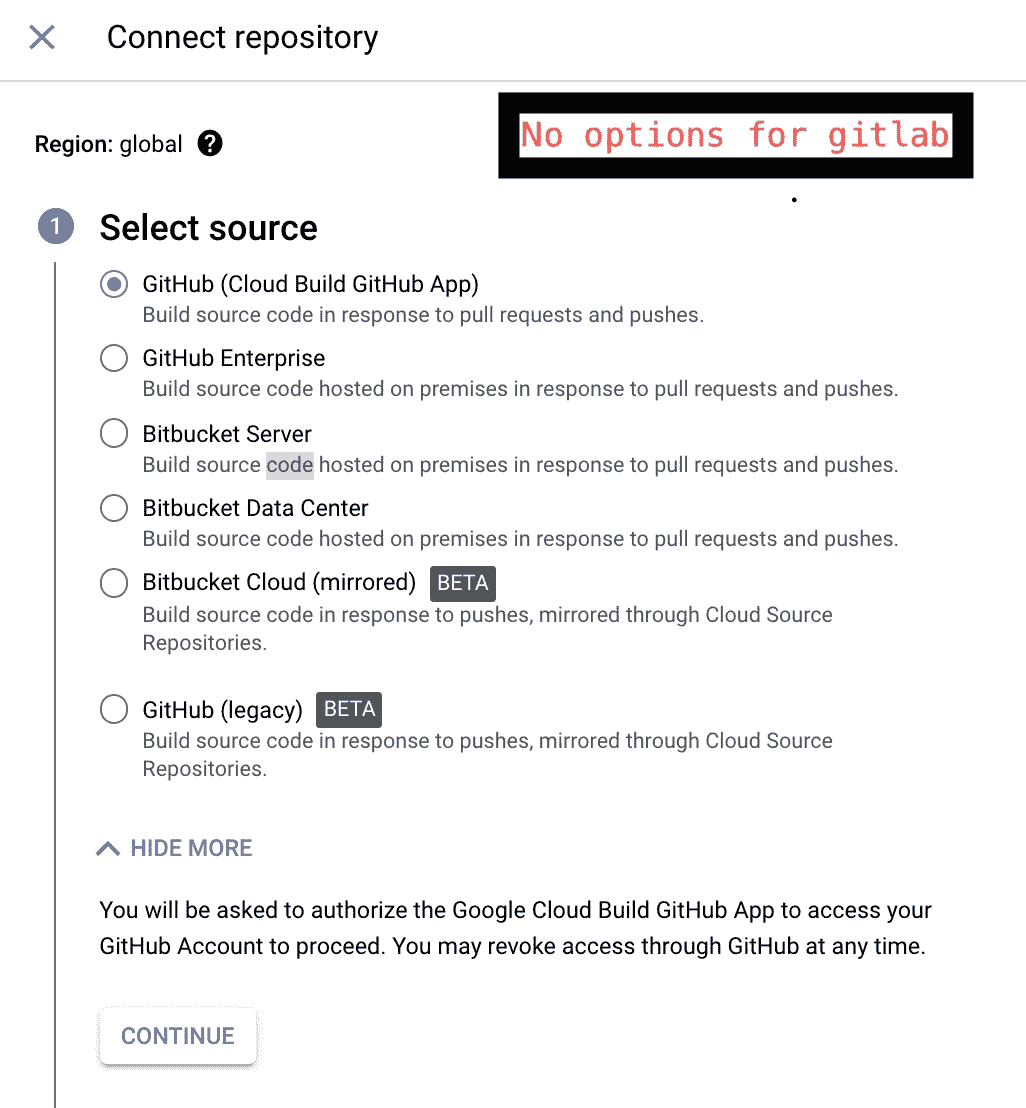 Connect repository
Region: global ?
No options for gitlab
1 Select source
GitHub (Cloud Build GitHub App)
Build source code in response to pull requests and pushes.
GitHub Enterprise
Build source code hosted on premises in response to pull requests and pushes.
Bitbucket Server
Build source code hosted on premises in response to pull requests and pushes.
Bitbucket Data Center
Build source code hosted on premises in response to pull requests and pushes.
Bitbucket Cloud (mirrored) BETA
Build source code in response to pushes, mirrored through Cloud Source
Repositories.
GitHub (legacy) BETA
Build source code in response to pushes, mirrored through Cloud Source
Repositories.
HIDE MORE
You will be asked to authorize the Google Cloud Build GitHub App to access your
GitHub Account to proceed. You may revoke access through GitHub at any time.
CONTINUE